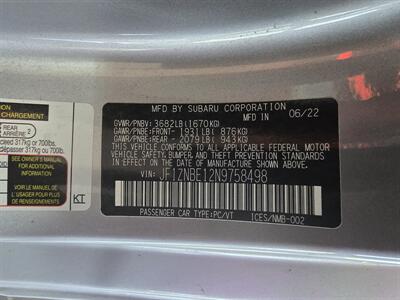 CHARGEMENT
REAR
ARRIÈRE 2
ceed 317kg or 700lbs.
dépasser 317kg ou 700lb.
SEE OWNER'S
MANUAL FOR
ADDITIONAL
INFORMATION
VOIR LE MANUEL
DE
L'USAGER POUR
PLUS DE
RENSEIGNEMENTS
KT
MFD BY SUBARU CORPORATION
GVWR/PNBV: 3682LB(1670KG) MFD IN 06/22
GAWR/PNBE:FRONT- 1931LB( 876KG)
GAWR/PNBE:REAR - 2079LB( 943KG)
THIS VEHICLE CONFORMS TO ALL APPLICABLE FEDERAL MOTOR
VEHICLE SAFETY, BUMPER, AND THEFT PREVENTION STANDARDS
IN EFFECT ON THE DATE OF MANUFACTURE SHOWN ABOVE.
VIN: JF1ZNBE12N9758498
PASSENGER CAR TYPE:PC/VT ICES/NMB-002